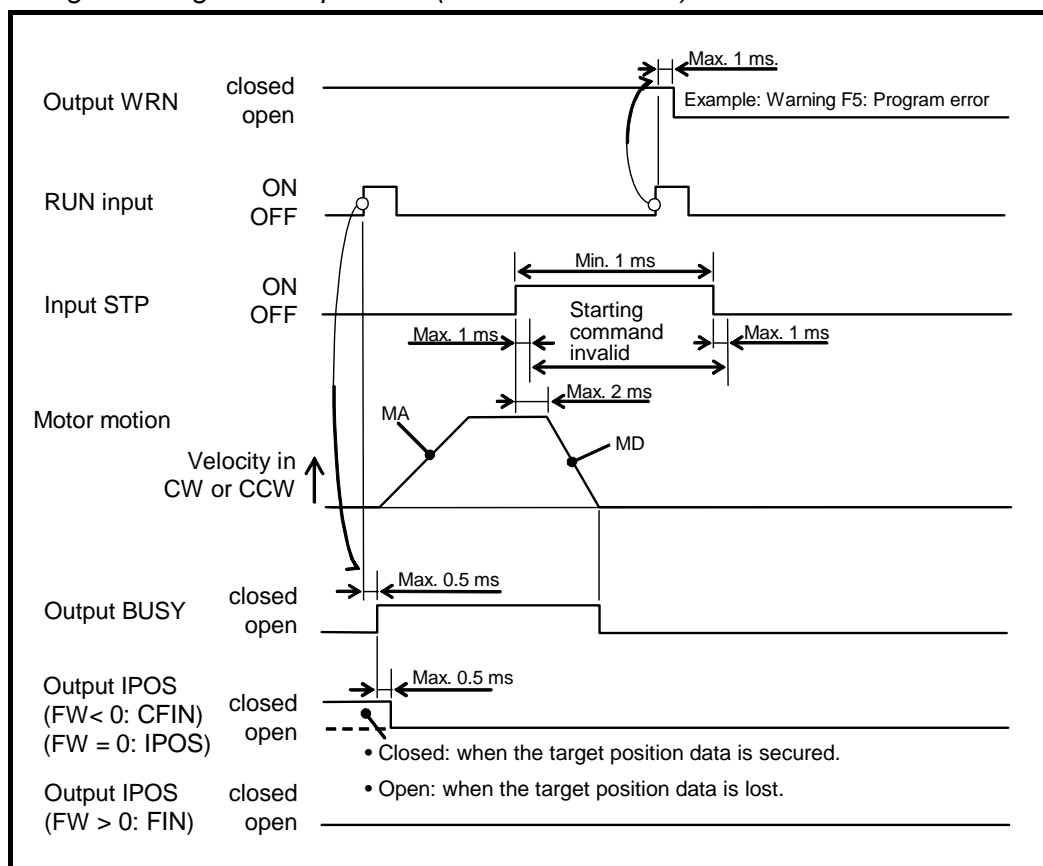 Output WRN
closed
open
Max. 1 ms.
Example: Warning F5: Program error
RUN input
ON
OFF
Input STP
ON
OFF
Min. 1 ms
Starting
command
invalid
Max. 1 ms
Max. 1 ms
Max. 2 ms
Motor motion
MA
MD
Velocity in
CW or CCW
Output BUSY
closed
open
Max. 0.5 ms
Output IPOS
(FW< 0: CFIN)
(FW = 0: IPOS)
closed
open
Max. 0.5 ms
• Closed: when the target position data is secured.
• Open: when the target position data is lost.
Output IPOS
(FW > 0: FIN)
closed
open